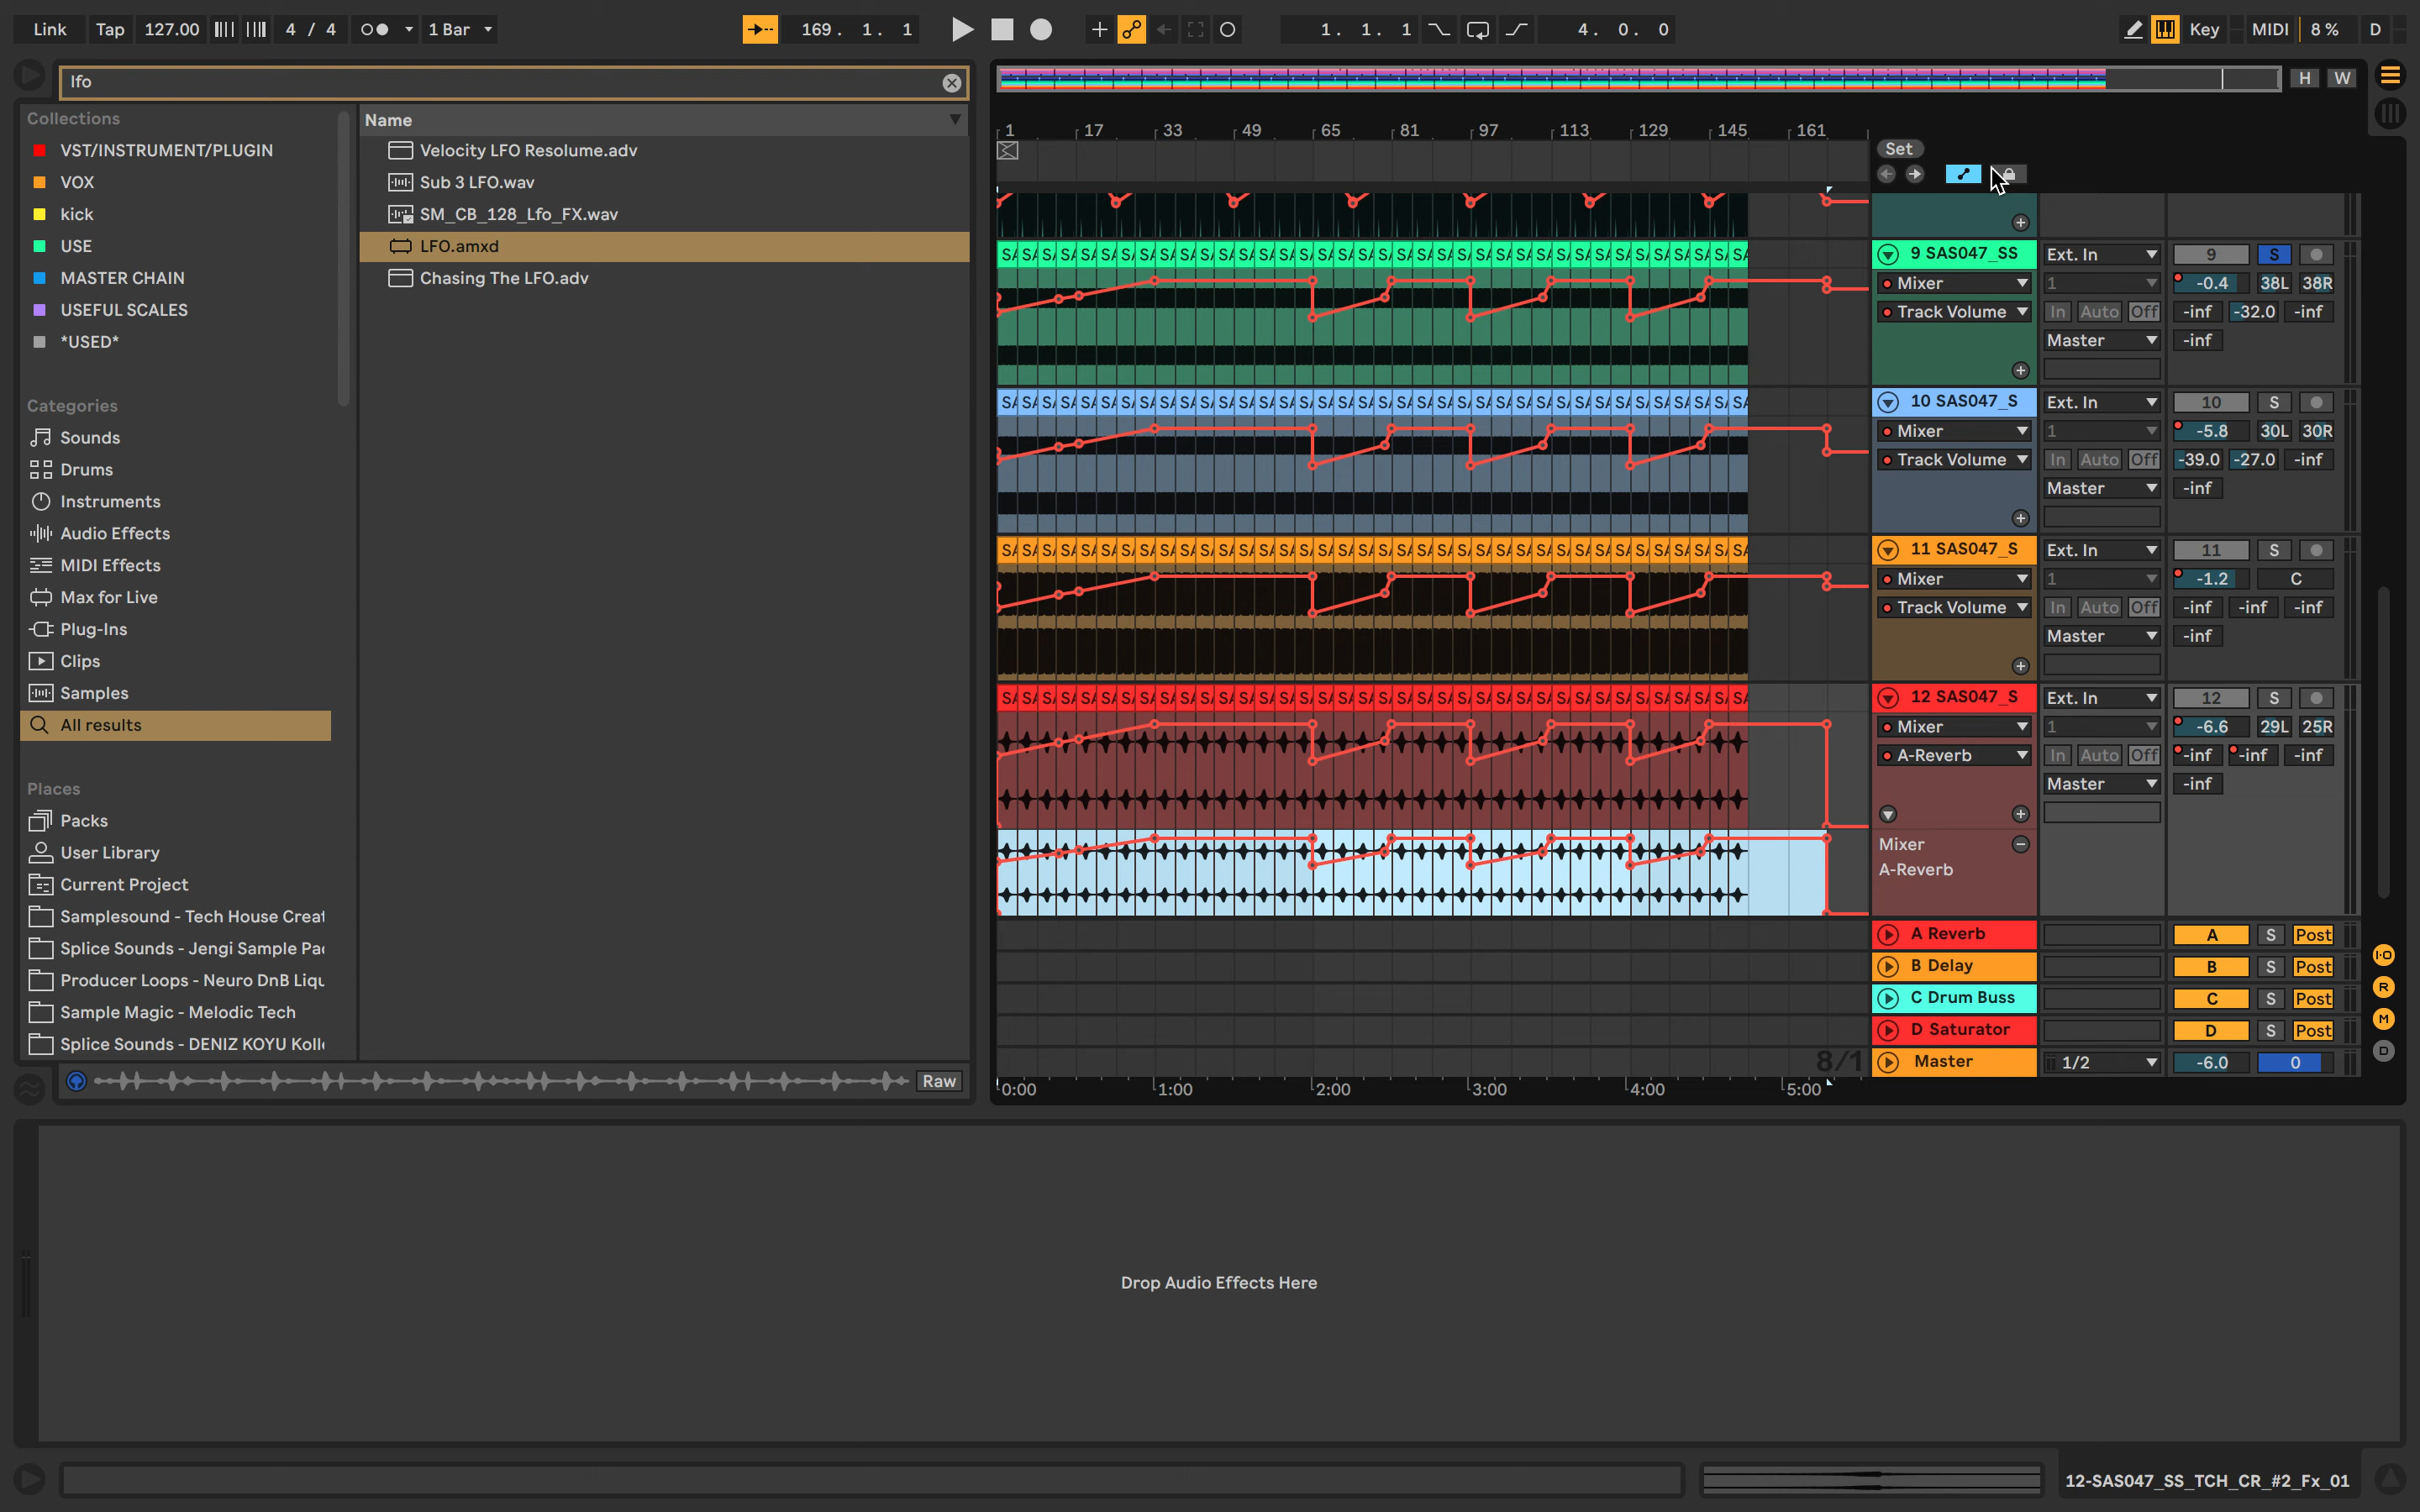 Link Tap 127.00 4 / 4 1 Bar 169. 1. 1 1. 1. 1 4. 0. 0 Key MIDI 8 % D
lfo
H W
Collections
Name
VST/INSTRUMENT/PLUGIN
VOX
kick
USE
MASTER CHAIN
USEFUL SCALES
*USED*
Categories
Sounds
Drums
Instruments
Audio Effects
MIDI Effects
Max for Live
Plug-Ins
Clips
Samples
All results
Places
Packs
User Library
Current Project
Samplesound - Tech House Creat
Splice Sounds - Jengi Sample Pa
Producer Loops - Neuro DnB Liqu
Sample Magic - Melodic Tech
Splice Sounds - DENIZ KOYU Koll
Velocity LFO Resolume.adv
Sub 3 LFO.wav
SM_CB_128_Lfo_FX.wav
LFO.amxd
Chasing The LFO.adv
Raw
1 17 33 49 65 81 97 113 129 145 161
Set
9 SAS047_SS Ext. In 9 S
Mixer 1 -0.4 38L 38R
Track Volume In Auto Off -inf -32.0 -inf
Master -inf
10 SAS047_S Ext. In 10 S
Mixer 1 -5.8 30L 30R
Track Volume In Auto Off -39.0 -27.0 -inf
Master -inf
11 SAS047_S Ext. In 11 S
Mixer 1 -1.2 C
Track Volume In Auto Off -inf -inf -inf
Master -inf
12 SAS047_S Ext. In 12 S
Mixer 1 -6.6 29L 25R
A-Reverb In Auto Off -inf -inf -inf
Master -inf
Mixer
A-Reverb
A Reverb A S Post
B Delay B S Post
C Drum Buss C S Post
D Saturator D S Post
8/1 Master 1/2 -6.0 0
I·O
R
M
D
0:00 1:00 2:00 3:00 4:00 5:00
Drop Audio Effects Here
12-SAS047_SS_TCH_CR_#2_Fx_01